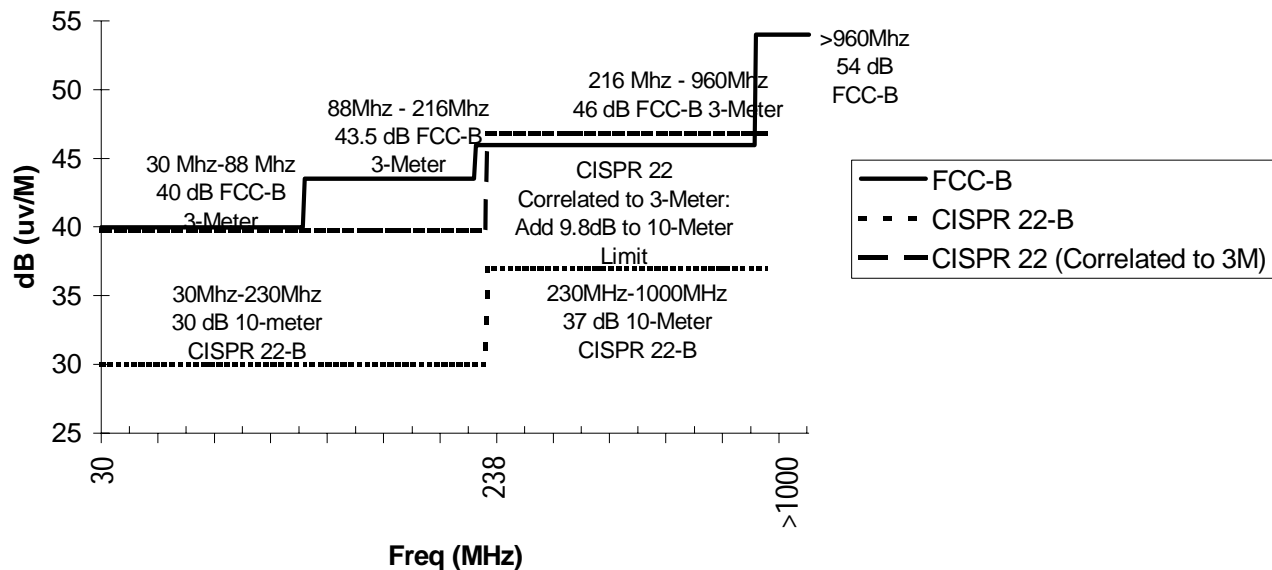 55
50
45
40
35
30
25
dB (uv/M)
30 Mhz-88 Mhz
40 dB FCC-B
3-Meter
88Mhz - 216Mhz
43.5 dB FCC-B
3-Meter
216 Mhz - 960Mhz
46 dB FCC-B 3-Meter
>960Mhz
54 dB
FCC-B
CISPR 22
Correlated to 3-Meter:
Add 9.8dB to 10-Meter
Limit
30Mhz-230Mhz
30 dB 10-meter
CISPR 22-B
230MHz-1000MHz
37 dB 10-Meter
CISPR 22-B
30
238
>1000
Freq (MHz)
FCC-B
CISPR 22-B
CISPR 22 (Correlated to 3M)